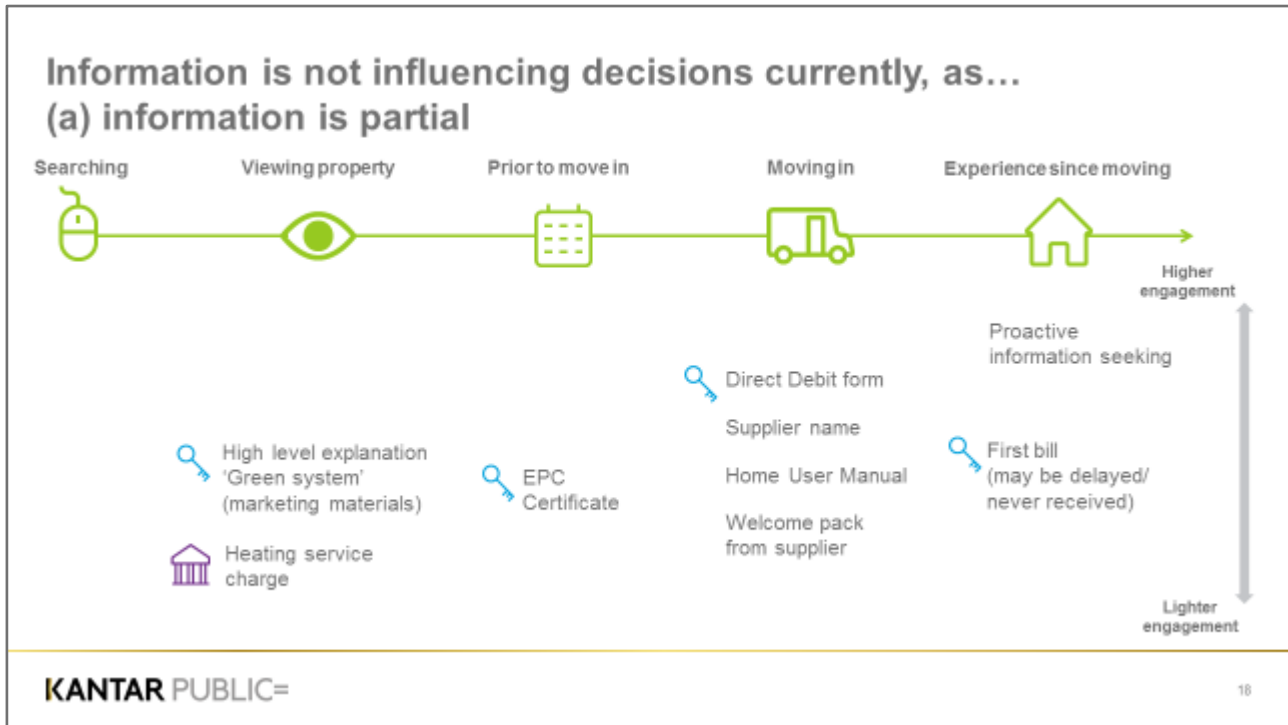 Information is not influencing decisions currently, as…
(a) information is partial
Searching
Viewing property
Prior to move in
Moving in
Experience since moving
Higher
engagement
Proactive
information seeking
Direct Debit form
Supplier name
High level explanation
‘Green system’
(marketing materials)
EPC
Certificate
Home User Manual
First bill
(may be delayed/
never received)
Welcome pack
from supplier
Heating service
charge
Lighter
engagement
KANTAR PUBLIC=
18